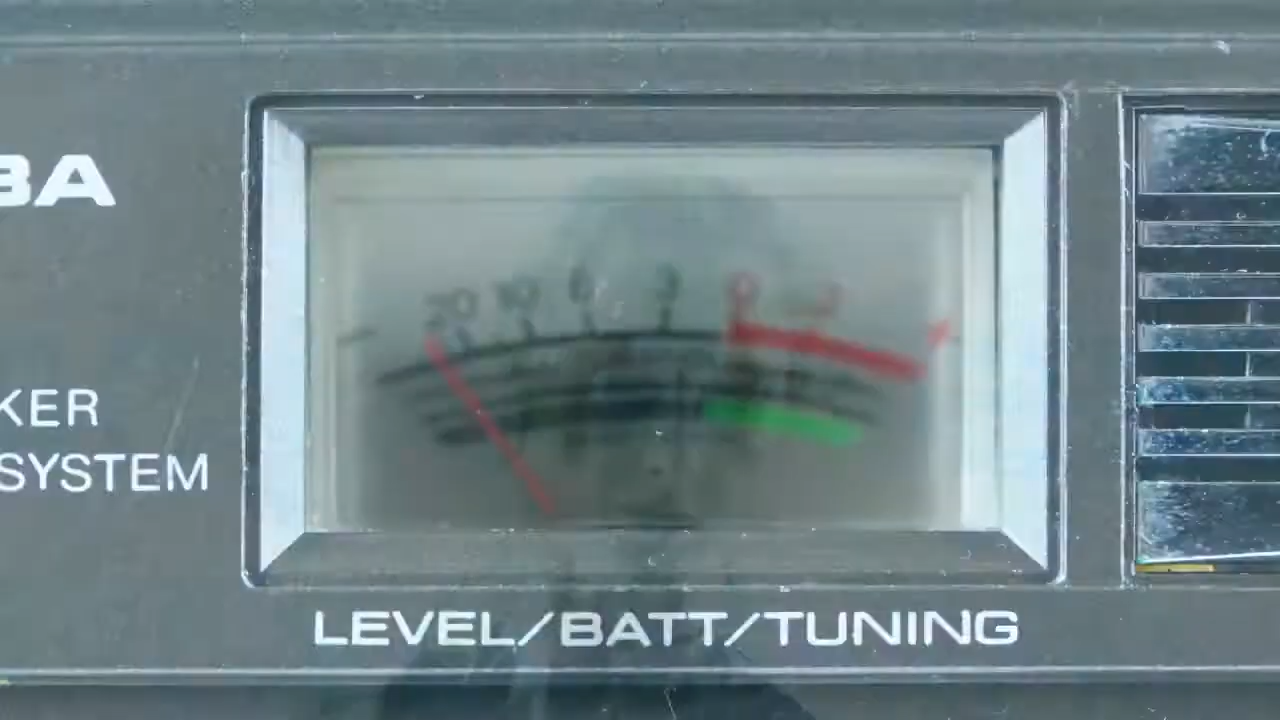 BA
20 10 6 3 0 3
- +
KER
SYSTEM
LEVEL/BATT/TUNING